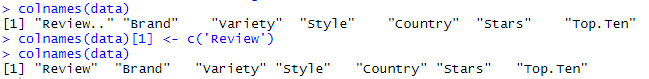 > colnames(data)
[1] "Review.." "Brand"    "Variety"  "Style"    "Country"  "Stars"    "Top.Ten"
> colnames(data)[1] <- c('Review')
> colnames(data)
[1] "Review"  "Brand"   "Variety" "Style"   "Country" "Stars"   "Top.Ten"